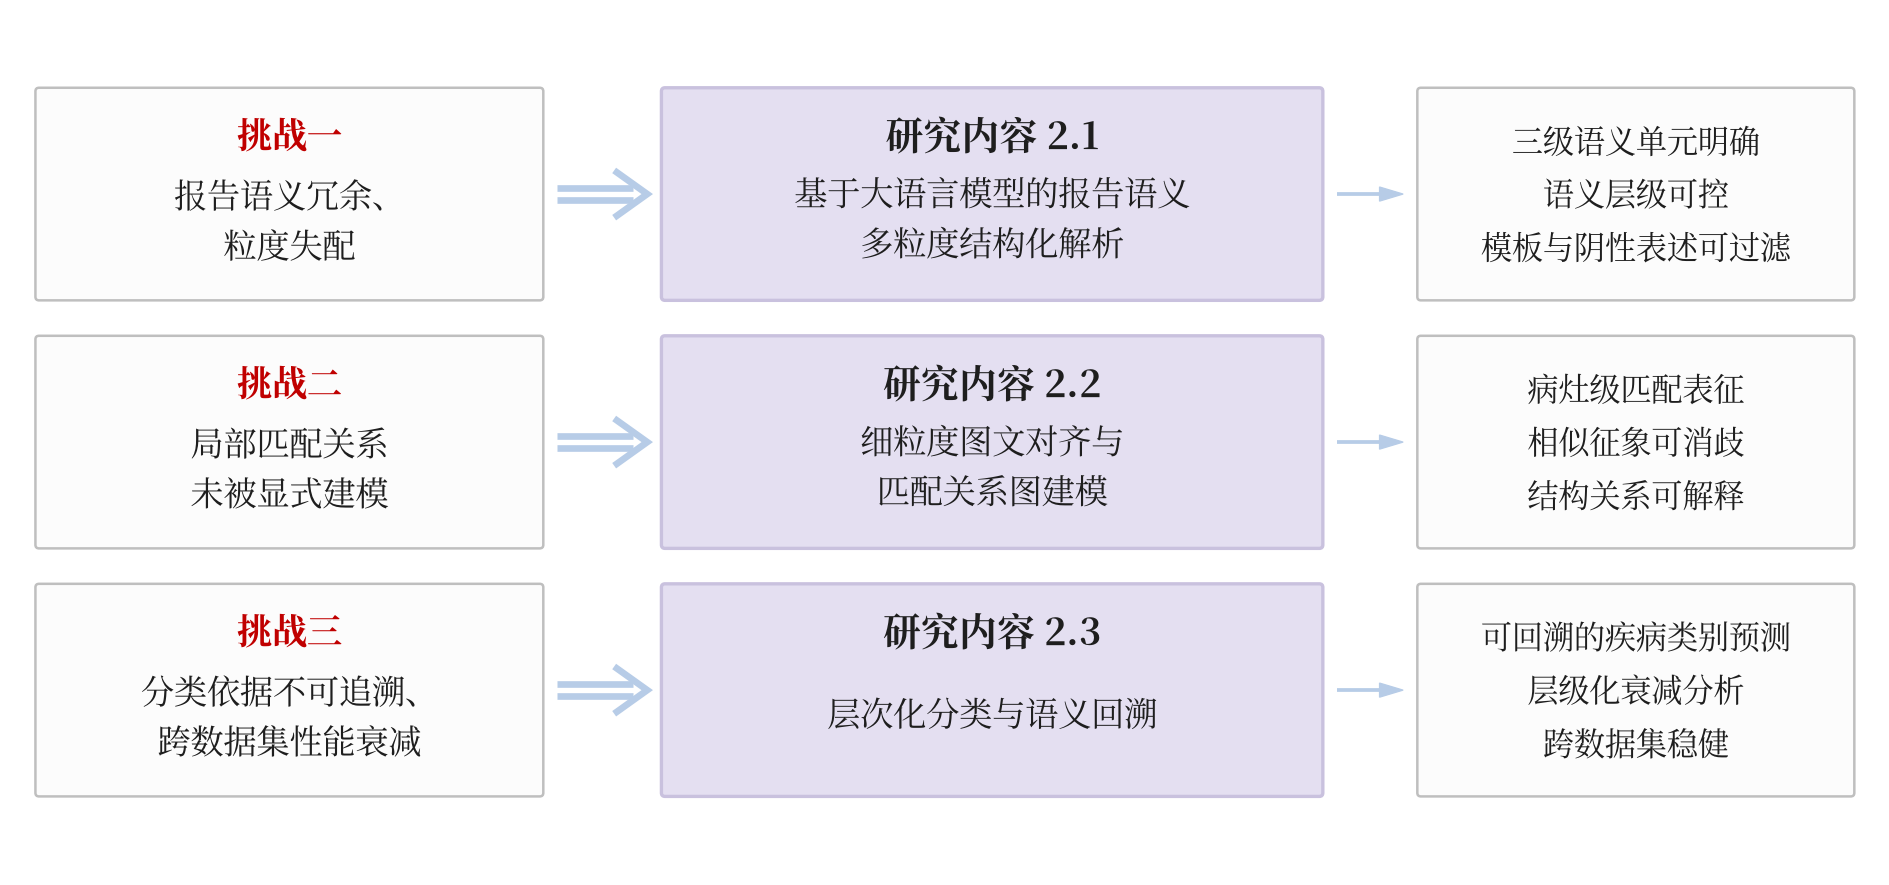 挑战一
报告语义冗余、
粒度失配
研究内容 2.1
基于大语言模型的报告语义
多粒度结构化解析
三级语义单元明确
语义层级可控
模板与阴性表述可过滤
挑战二
局部匹配关系
未被显式建模
研究内容 2.2
细粒度图文对齐与
匹配关系图建模
病灶级匹配表征
相似征象可消歧
结构关系可解释
挑战三
分类依据不可追溯、
跨数据集性能衰减
研究内容 2.3
层次化分类与语义回溯
可回溯的疾病类别预测
层级化衰减分析
跨数据集稳健